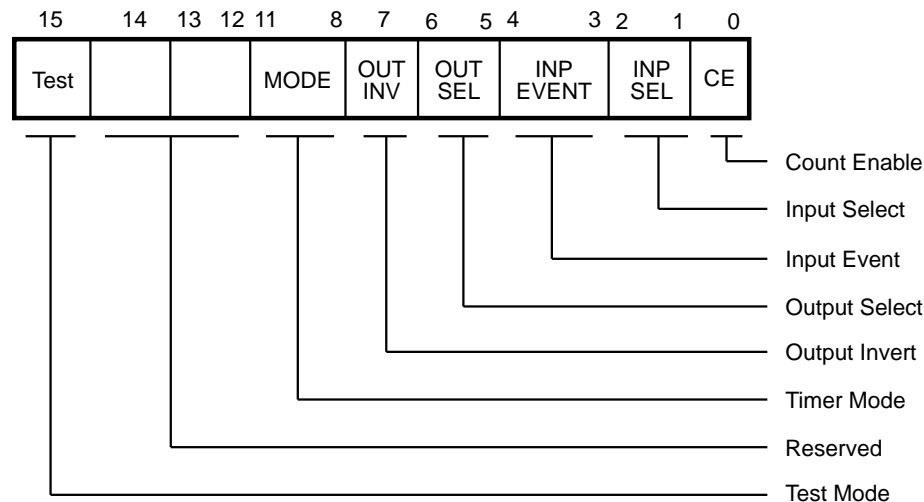 15 14 13 12 11 8 7 6 5 4 3 2 1 0
Test MODE OUT INV OUT SEL INP EVENT INP SEL CE
Count Enable
Input Select
Input Event
Output Select
Output Invert
Timer Mode
Reserved
Test Mode